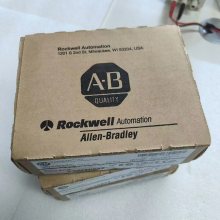 Rockwell Automation
1201 S 2nd St, Milwaukee, WI 53204, USA
A-B
QUALITY
Rockwell Automation
Allen-Bradley